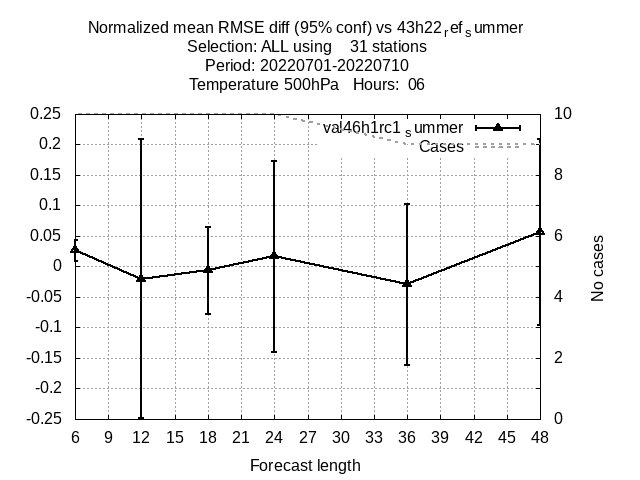 Normalized mean RMSE diff (95% conf) vs 43h22refsummer
Selection: ALL using 31 stations
Period: 20220701-20220710
Temperature 500hPa Hours: 06
0.25
0.2
0.15
0.1
0.05
0
-0.05
-0.1
-0.15
-0.2
-0.25
val46h1rc1summer
Cases
10
8
6
4
2
0
No cases
6 9 12 15 18 21 24 27 30 33 36 39 42 45 48
Forecast length